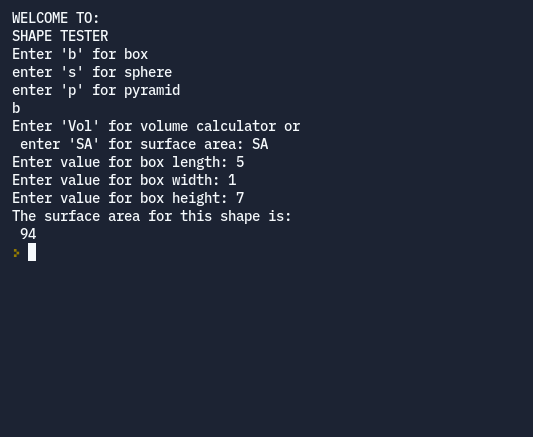 WELCOME TO:
SHAPE TESTER
Enter 'b' for box
enter 's' for sphere
enter 'p' for pyramid
b
Enter 'Vol' for volume calculator or
 enter 'SA' for surface area: SA
Enter value for box length: 5
Enter value for box width: 1
Enter value for box height: 7
The surface area for this shape is:
 94